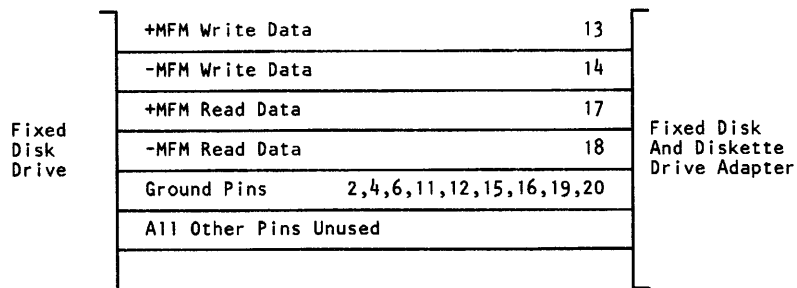 +MFM Write Data 13
-MFM Write Data 14
+MFM Read Data 17
-MFM Read Data 18
Ground Pins 2,4,6,11,12,15,16,19,20
All Other Pins Unused
Fixed
Disk
Drive
Fixed Disk
And Diskette
Drive Adapter